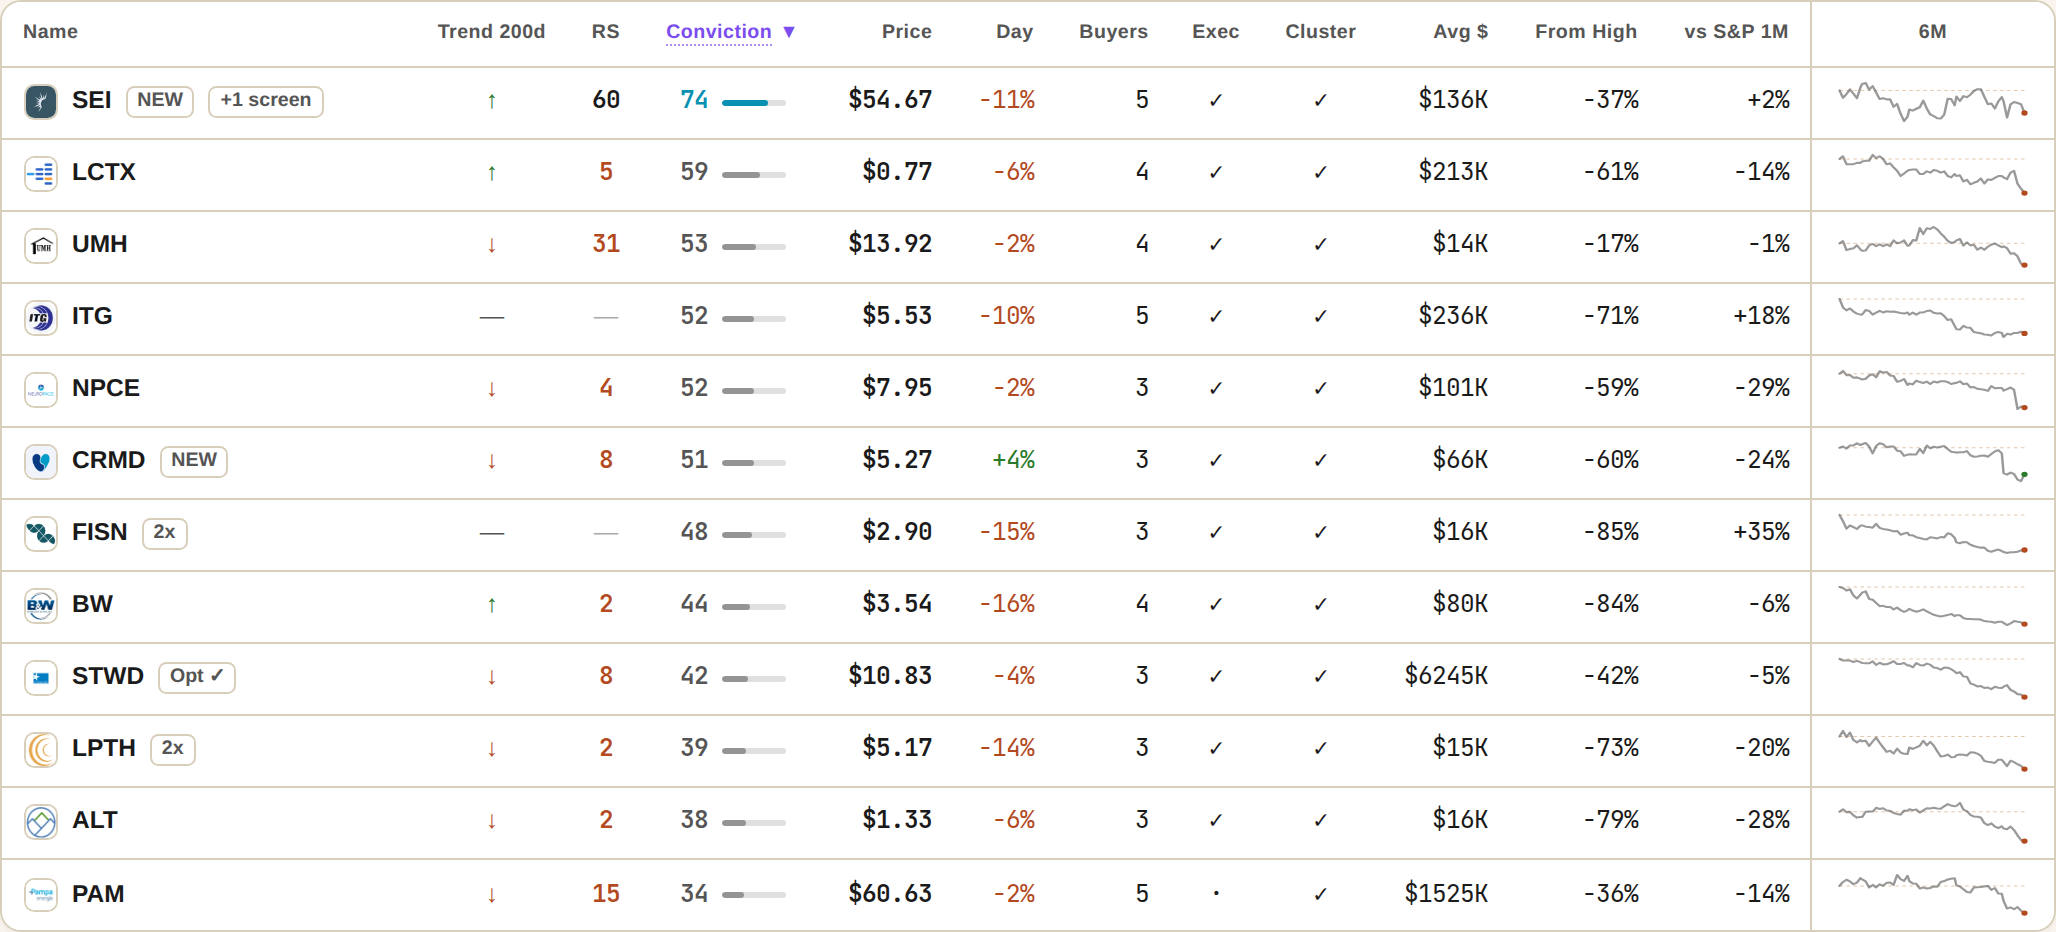 Name Trend 200d RS Conviction ▼ Price Day Buyers Exec Cluster Avg $ From High vs S&P 1M 6M
SEI NEW +1 screen ↑ 60 74 $54.67 -11% 5 ✓ ✓ $136K -37% +2%
LCTX ↑ 5 59 $0.77 -6% 4 ✓ ✓ $213K -61% -14%
UMH UMH ↓ 31 53 $13.92 -2% 4 ✓ ✓ $14K -17% -1%
ITG ITG — — 52 $5.53 -10% 5 ✓ ✓ $236K -71% +18%
NPCE ↓ 4 52 $7.95 -2% 3 ✓ ✓ $101K -59% -29%
CRMD NEW ↓ 8 51 $5.27 +4% 3 ✓ ✓ $66K -60% -24%
FISN 2x — — 48 $2.90 -15% 3 ✓ ✓ $16K -85% +35%
B&W BW ↑ 2 44 $3.54 -16% 4 ✓ ✓ $80K -84% -6%
STWD Opt ✓ ↓ 8 42 $10.83 -4% 3 ✓ ✓ $6245K -42% -5%
LPTH 2x ↓ 2 39 $5.17 -14% 3 ✓ ✓ $15K -73% -20%
ALT ↓ 2 38 $1.33 -6% 3 ✓ ✓ $16K -79% -28%
Pampa energía PAM ↓ 15 34 $60.63 -2% 5 · ✓ $1525K -36% -14%